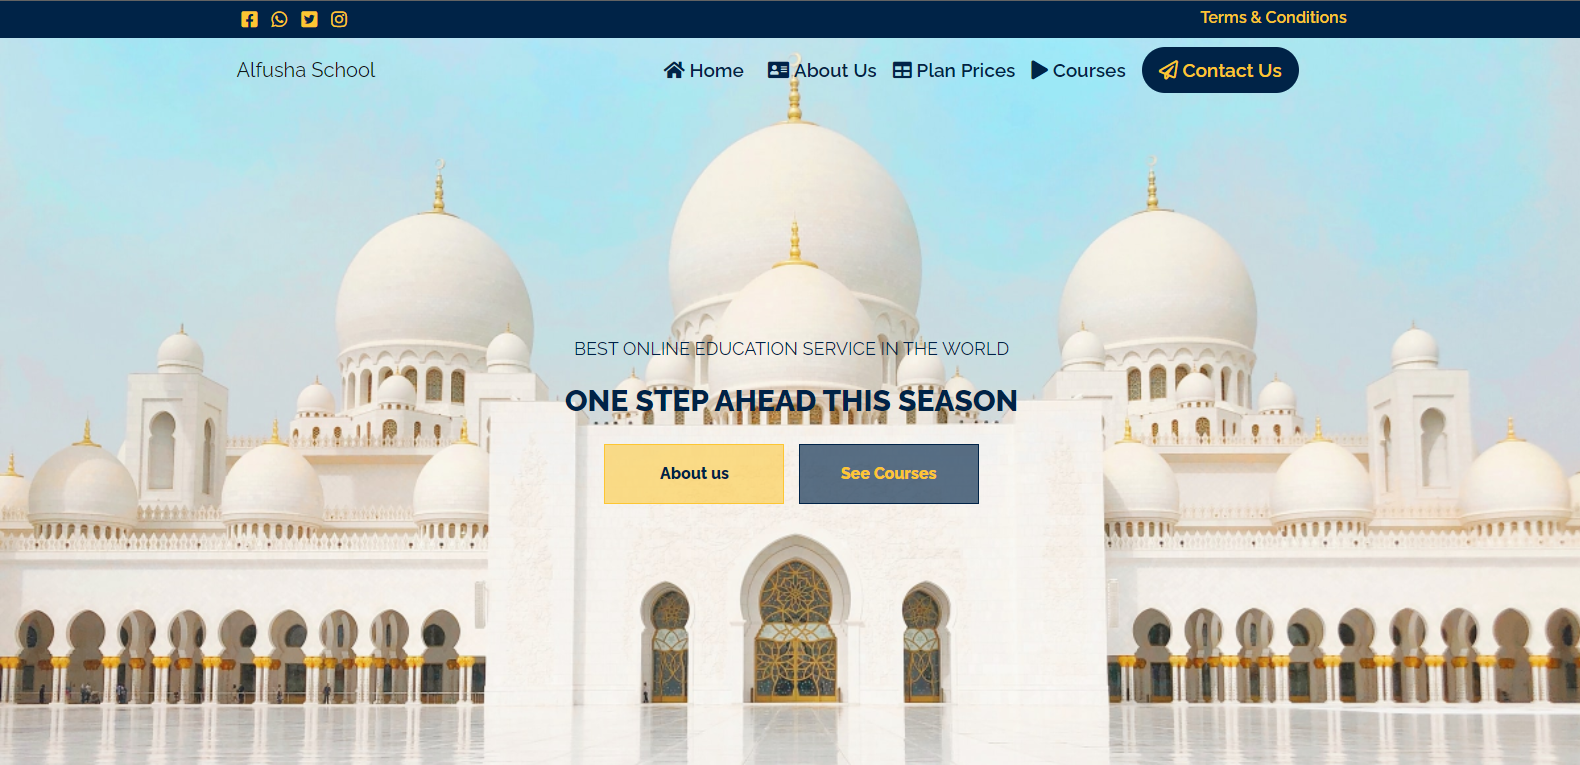 Terms & Conditions
Alfusha School
Home About Us Plan Prices Courses Contact Us
BEST ONLINE EDUCATION SERVICE IN THE WORLD
ONE STEP AHEAD THIS SEASON
About us See Courses